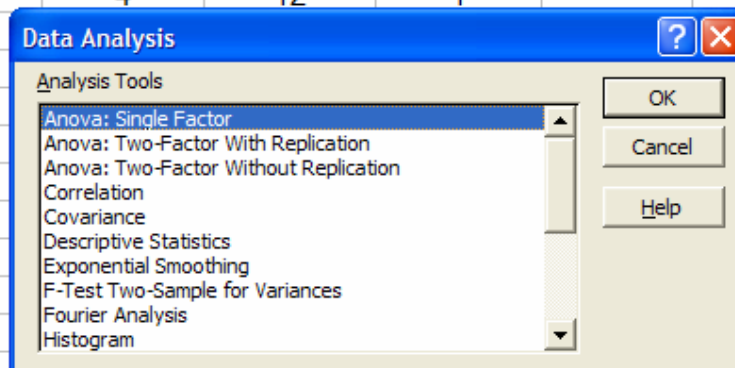 Data Analysis
Analysis Tools
Anova: Single Factor
Anova: Two-Factor With Replication
Anova: Two-Factor Without Replication
Correlation
Covariance
Descriptive Statistics
Exponential Smoothing
F-Test Two-Sample for Variances
Fourier Analysis
Histogram
OK
Cancel
Help